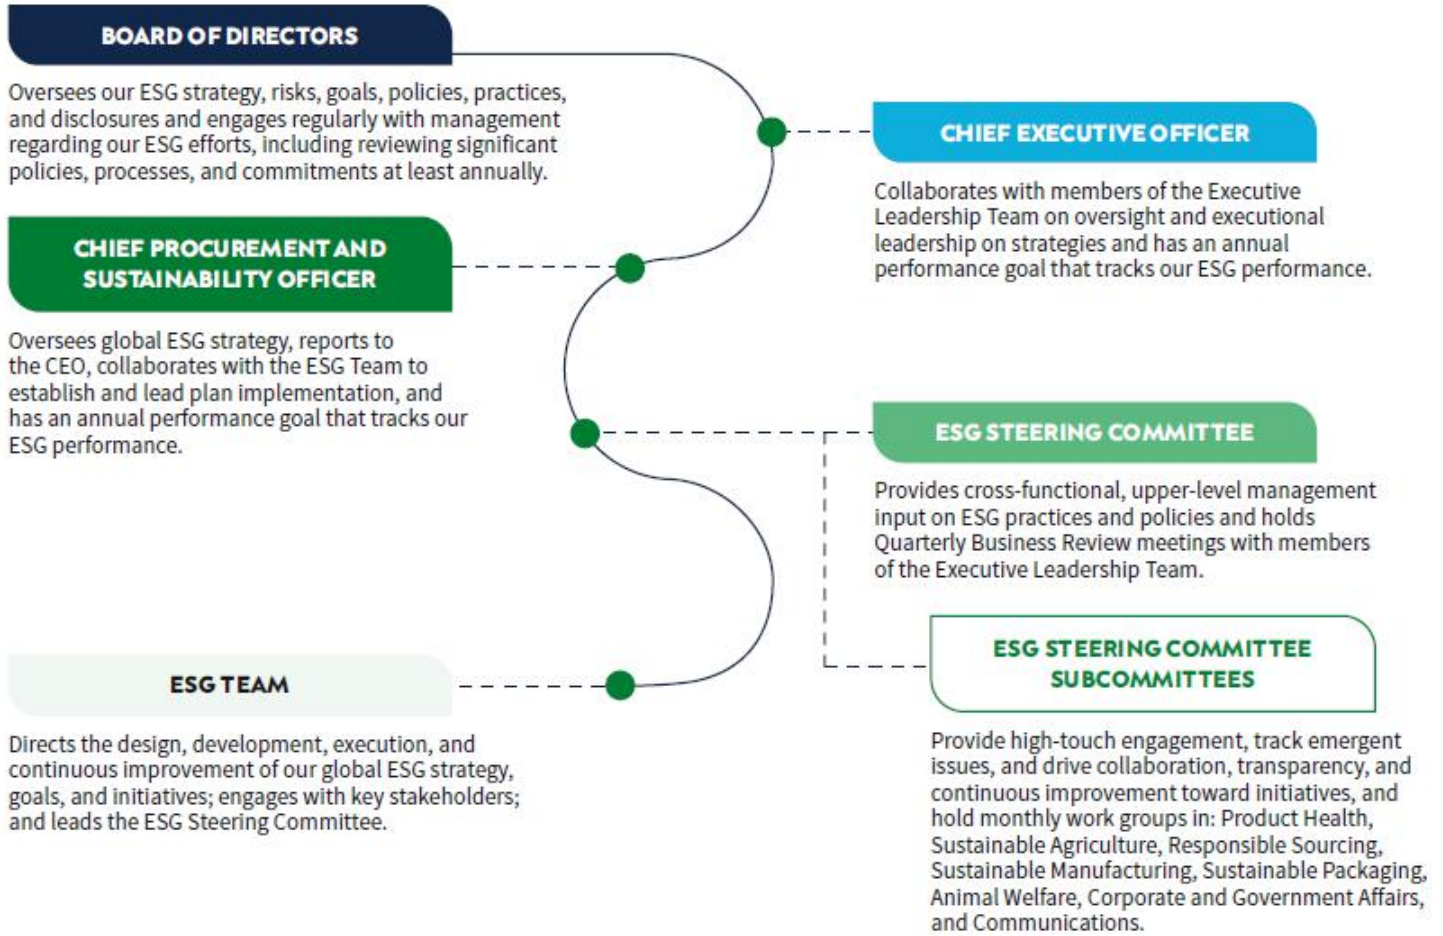 BOARD OF DIRECTORS
Oversees our ESG strategy, risks, goals, policies, practices,
and disclosures and engages regularly with management
regarding our ESG efforts, including reviewing significant
policies, processes, and commitments at least annually.
CHIEF EXECUTIVE OFFICER
Collaborates with members of the Executive
Leadership Team on oversight and executional
leadership on strategies and has an annual
performance goal that tracks our ESG performance.
CHIEF PROCUREMENT AND
SUSTAINABILITY OFFICER
Oversees global ESG strategy, reports to
the CEO, collaborates with the ESG Team to
establish and lead plan implementation, and
has an annual performance goal that tracks our
ESG performance.
ESG STEERING COMMITTEE
Provides cross-functional, upper-level management
input on ESG practices and policies and holds
Quarterly Business Review meetings with members
of the Executive Leadership Team.
ESG STEERING COMMITTEE
SUBCOMMITTEES
Provide high-touch engagement, track emergent
issues, and drive collaboration, transparency, and
continuous improvement toward initiatives, and
hold monthly work groups in: Product Health,
Sustainable Agriculture, Responsible Sourcing,
Sustainable Manufacturing, Sustainable Packaging,
Animal Welfare, Corporate and Government Affairs,
and Communications.
ESG TEAM
Directs the design, development, execution, and
continuous improvement of our global ESG strategy,
goals, and initiatives; engages with key stakeholders;
and leads the ESG Steering Committee.